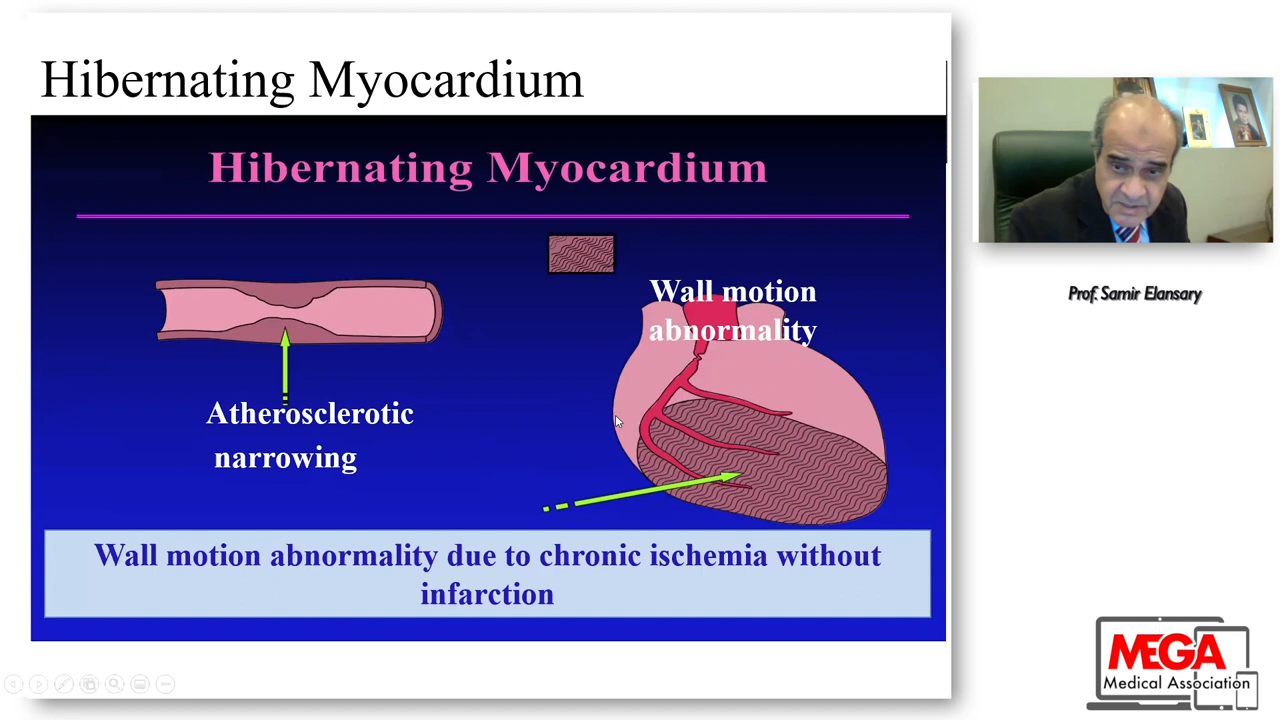 Hibernating Myocardium
Hibernating Myocardium
Wall motion
abnormality
Atherosclerotic
narrowing
Wall motion abnormality due to chronic ischemia without
infarction
Prof. Samir Elansary
MEGA
Medical Association